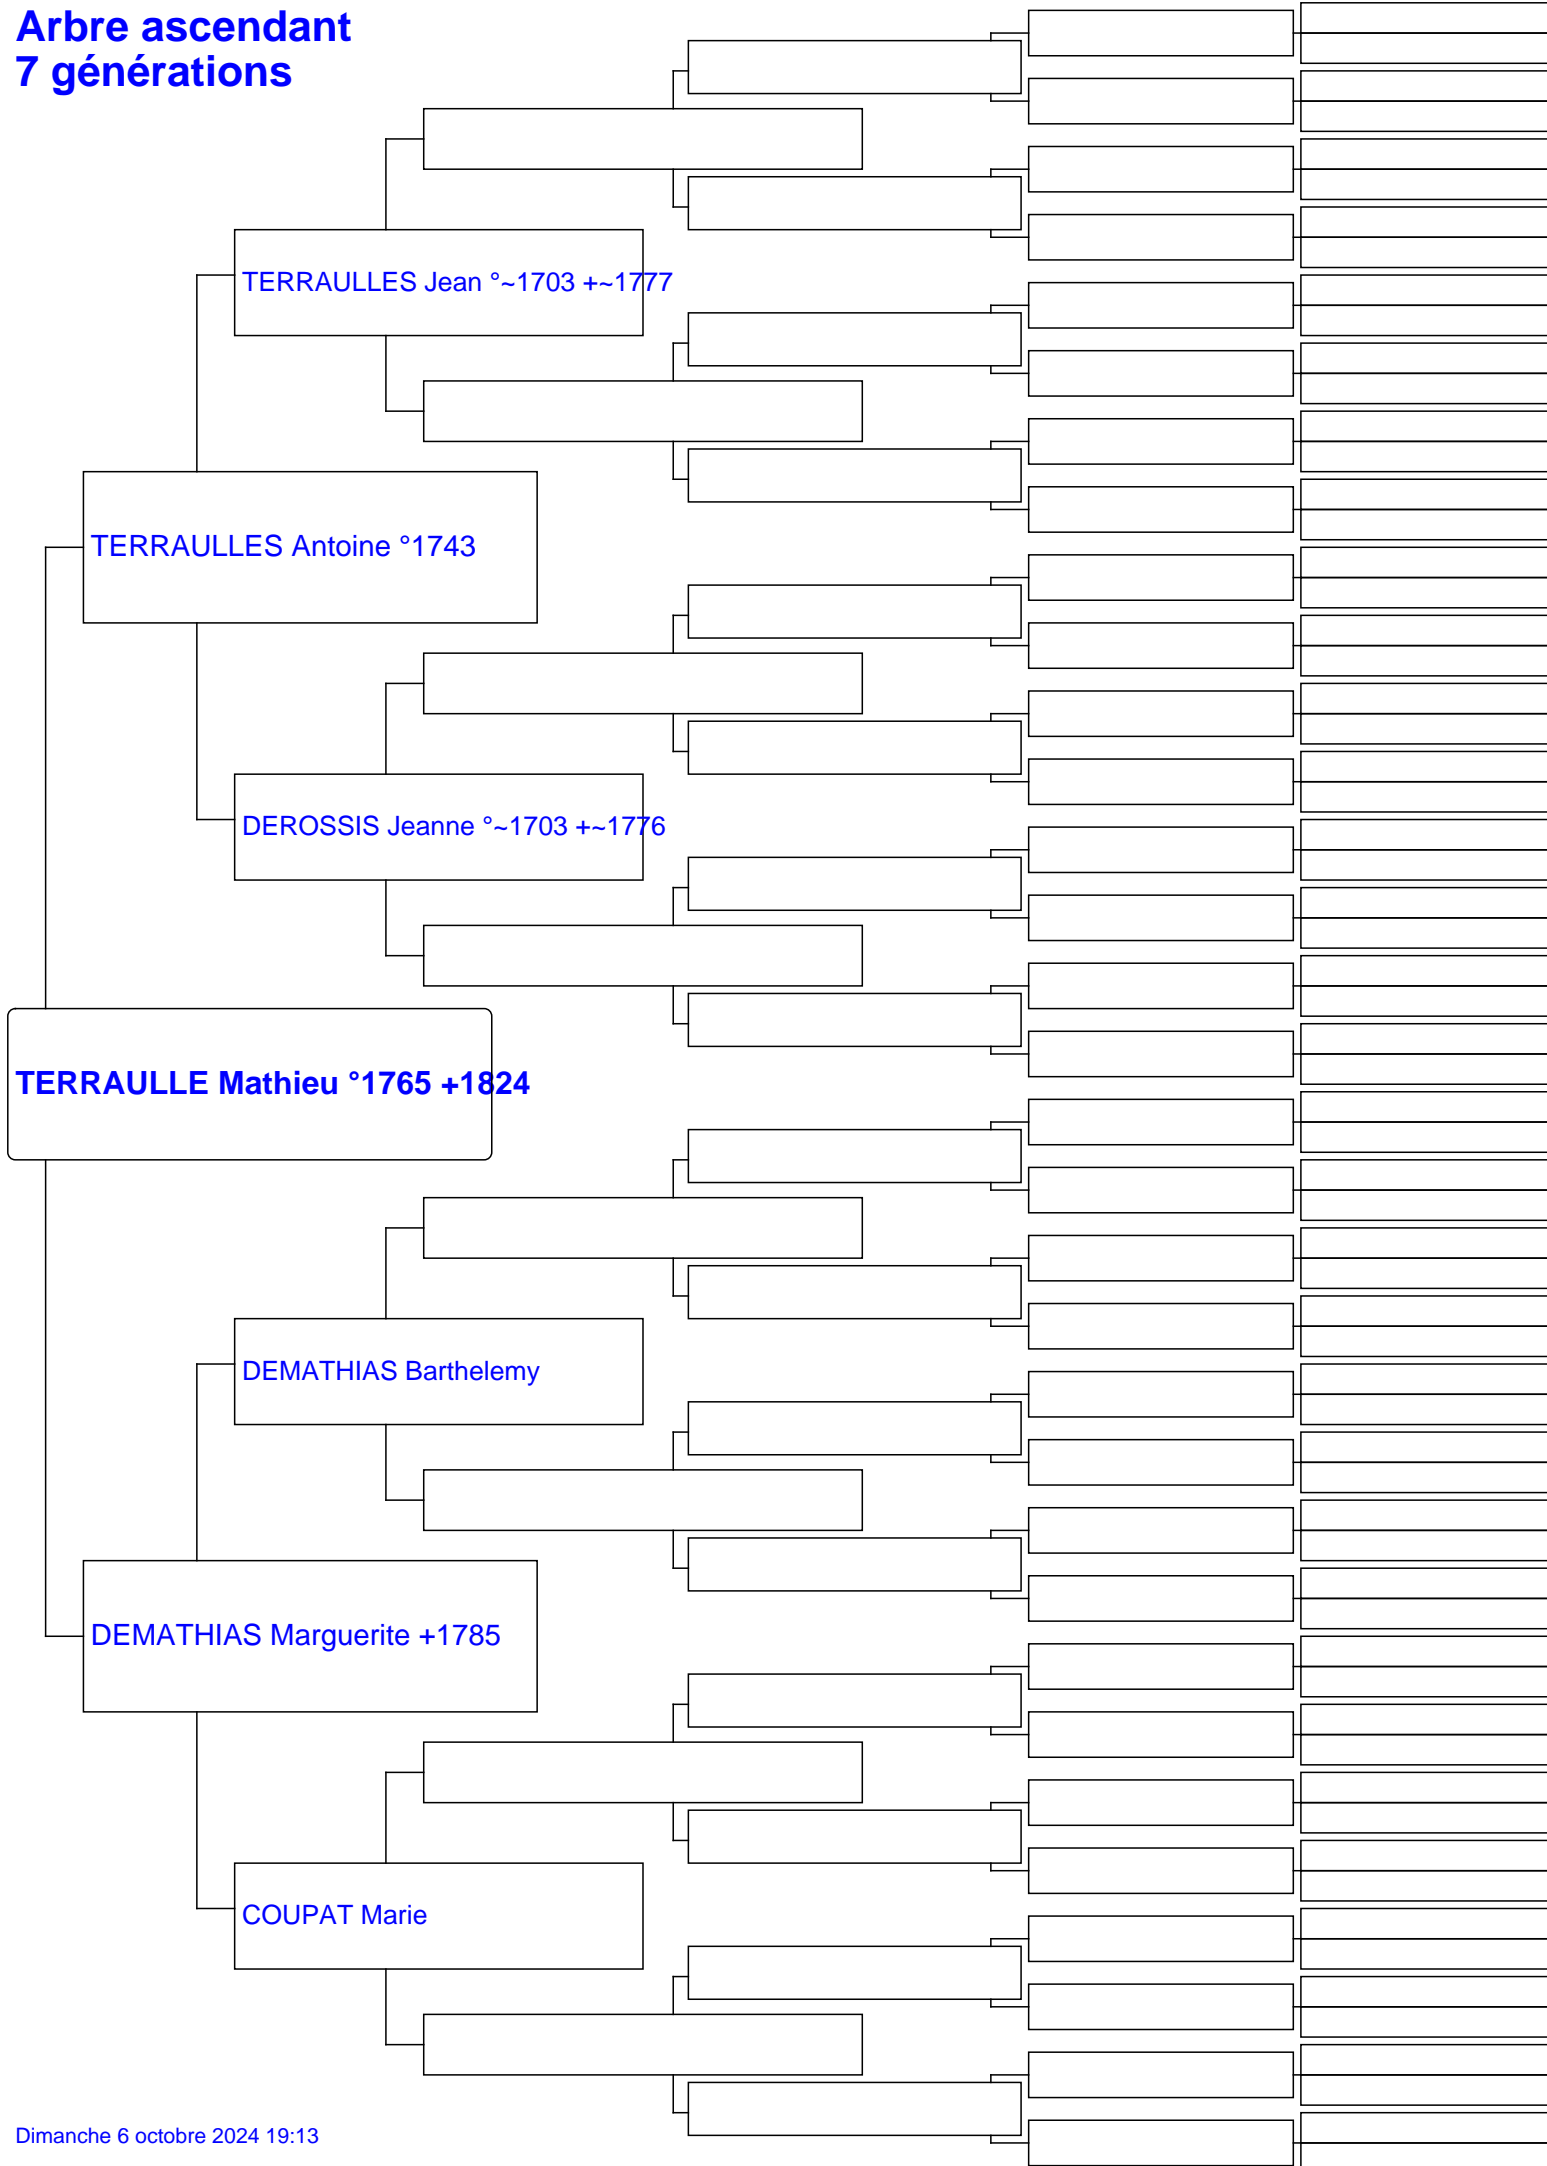 Arbre ascendant
7 générations
TERRAULLES Jean °~1703 +~1777
TERRAULLES Antoine °1743
DEROSSIS Jeanne °~1703 +~1776
TERRAULLE Mathieu °1765 +1824
DEMATHIAS Barthelemy
DEMATHIAS Marguerite +1785
COUPAT Marie
Dimanche 6 octobre 2024 19:13